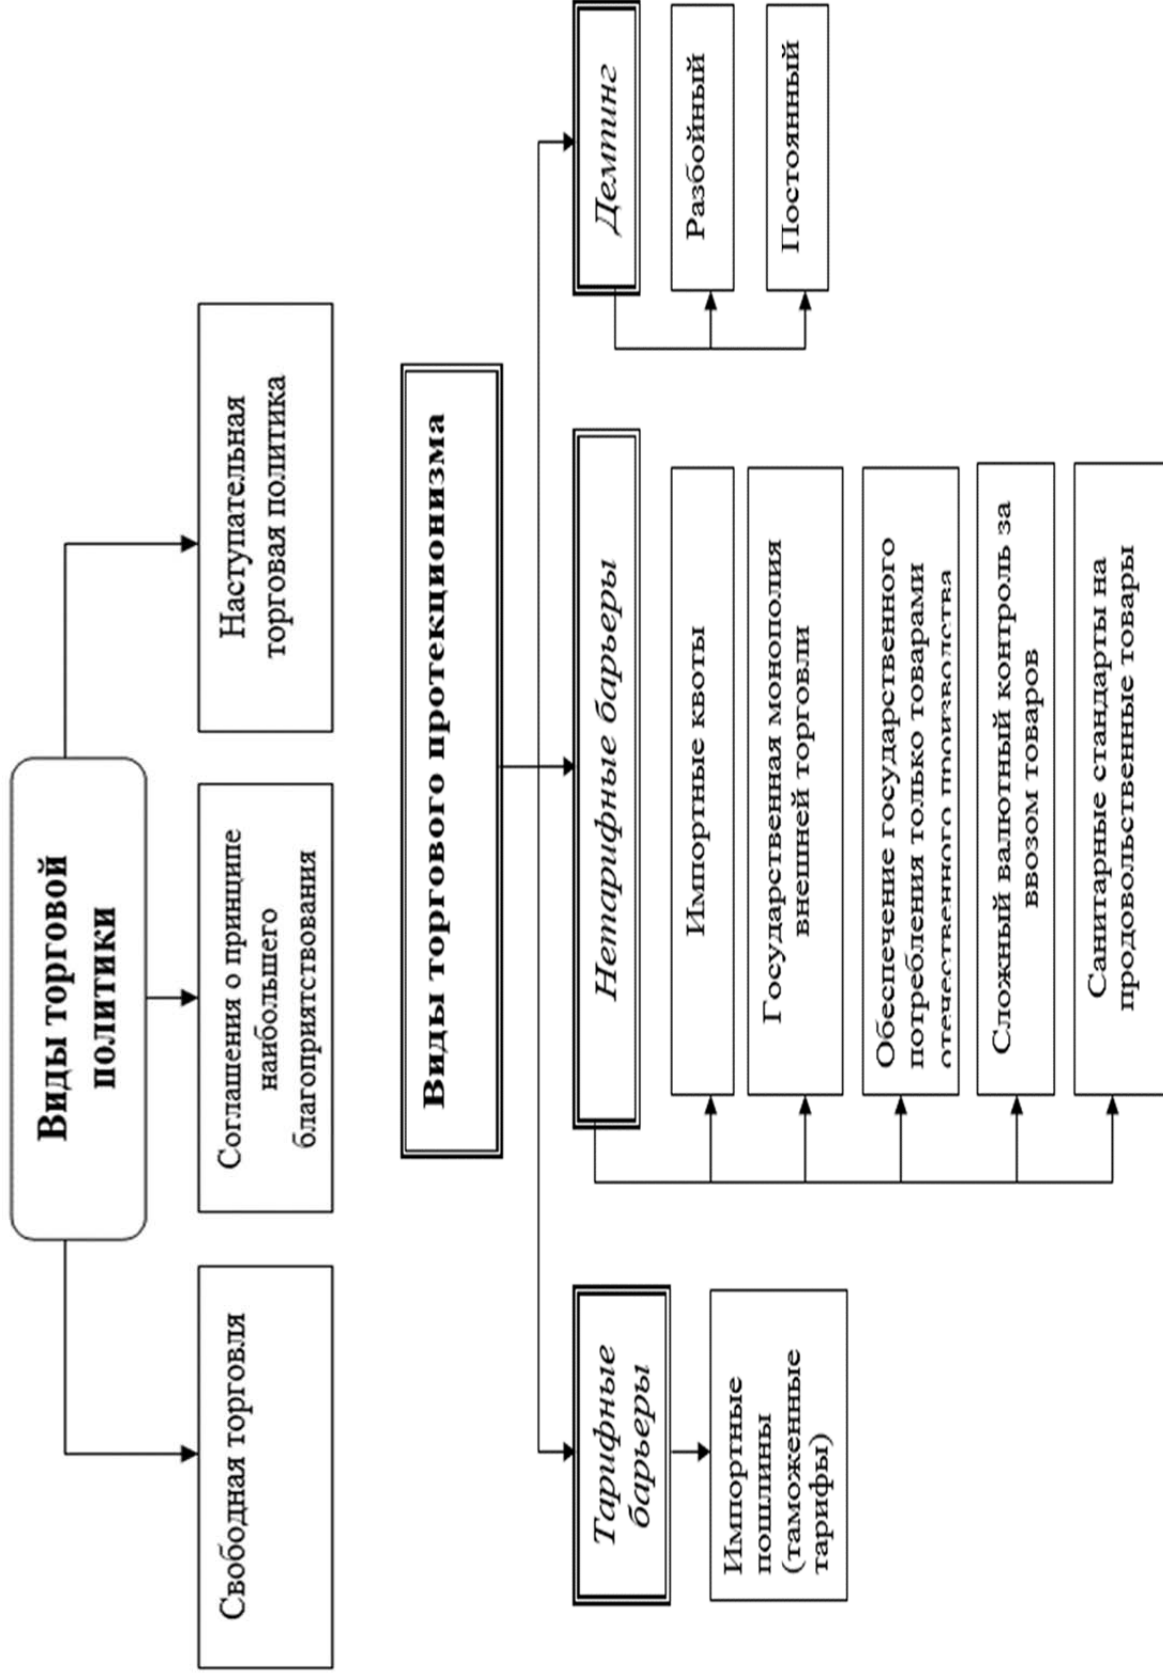 Виды торговой
политики
Свободная торговля
Соглашения о принципе
наибольшего
благоприятствования
Наступательная
торговая политика
Виды торгового протекционизма
Тарифные
барьеры
Импортные
пошлины
(таможенные
тарифы)
Нетарифные барьеры
Импортные квоты
Государственная монополия
внешней торговли
Обеспечение государственного
потребления только товарами
отечественного производства
Сложный валютный контроль за
ввозом товаров
Санитарные стандарты на
продовольственные товары
Демпинг
Разбойный
Постоянный